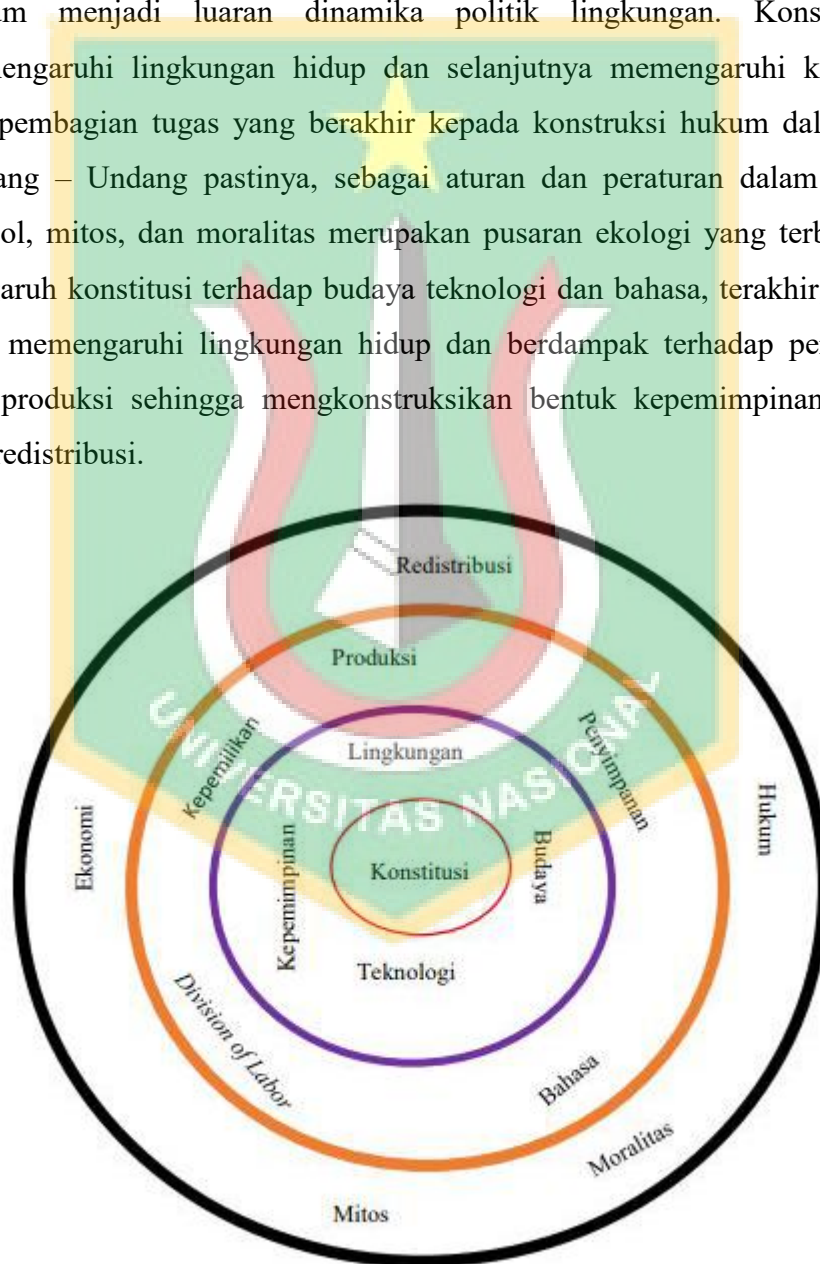 um menjadi luaran dinamika politik lingkungan. Kons
mengaruhi lingkungan hidup dan selanjutnya memengaruhi k
pembagian tugas yang berakhir kepada konstruksi hukum dal
ang – Undang pastinya, sebagai aturan dan peraturan dalam
ol, mitos, dan moralitas merupakan pusaran ekologi yang terb
aruh konstitusi terhadap budaya teknologi dan bahasa, terakhir
memengaruhi lingkungan hidup dan berdampak terhadap pe
produksi sehingga mengkonstruksikan bentuk kepemimpinan
redistribusi.
Redistribusi
Produksi
Kepemilikan
Penyimpanan
Lingkungan
UNIVERSITAS NASIONAL
Ekonomi
Hukum
Kepemimpinan
Konstitusi
Budaya
Teknologi
Division of Labor
Bahasa
Moralitas
Mitos